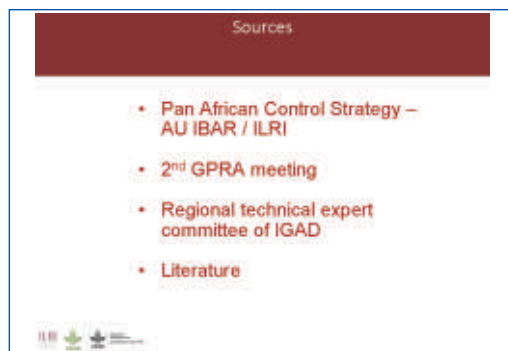 Sources
• Pan African Control Strategy –
AU IBAR / ILRI
• 2nd GPRA meeting
• Regional technical expert
committee of IGAD
• Literature